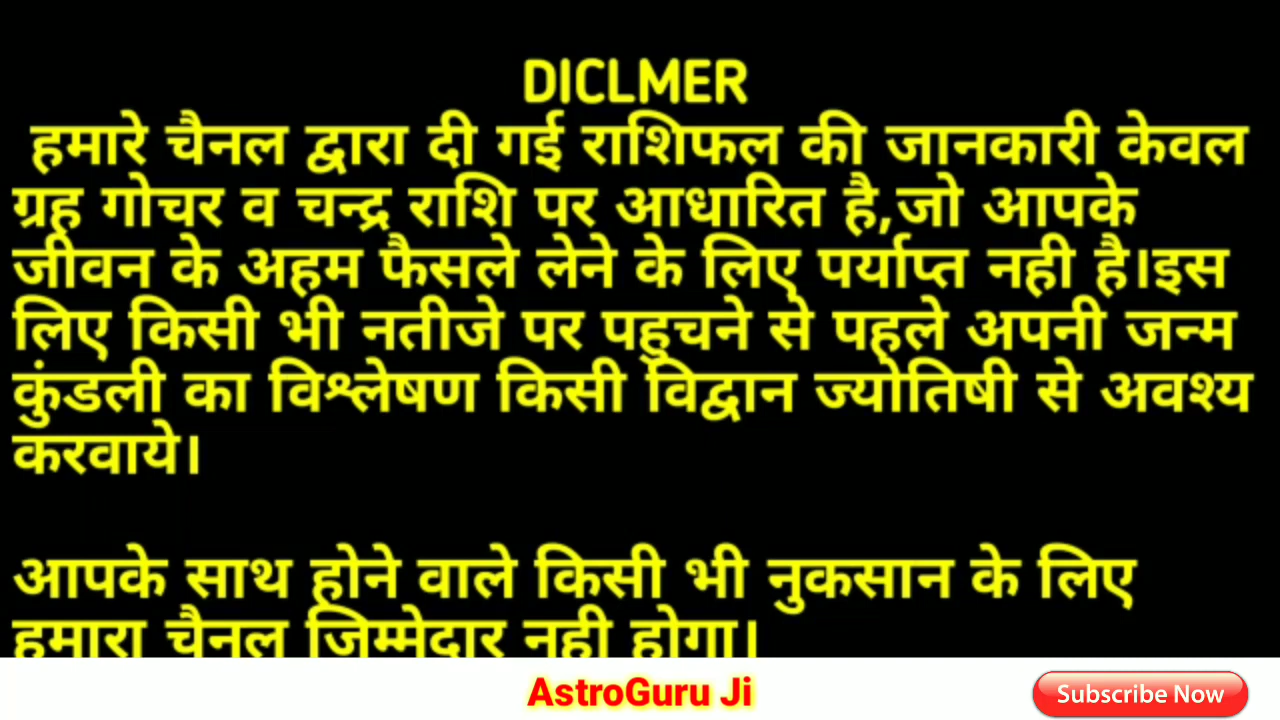 DICLMER
हमारे चैनल द्वारा दी गई राशिफल की जानकारी केवल
ग्रह गोचर व चन्द्र राशि पर आधारित है,जो आपके
जीवन के अहम फैसले लेने के लिए पर्याप्त नही है।इस
लिए किसी भी नतीजे पर पहुचने से पहले अपनी जन्म
कुंडली का विश्लेषण किसी विद्वान ज्योतिषी से अवश्य
करवाये।
आपके साथ होने वाले किसी भी नुकसान के लिए
हमारा चैनल जिम्मेदार नही होगा।
AstroGuru Ji
Subscribe Now